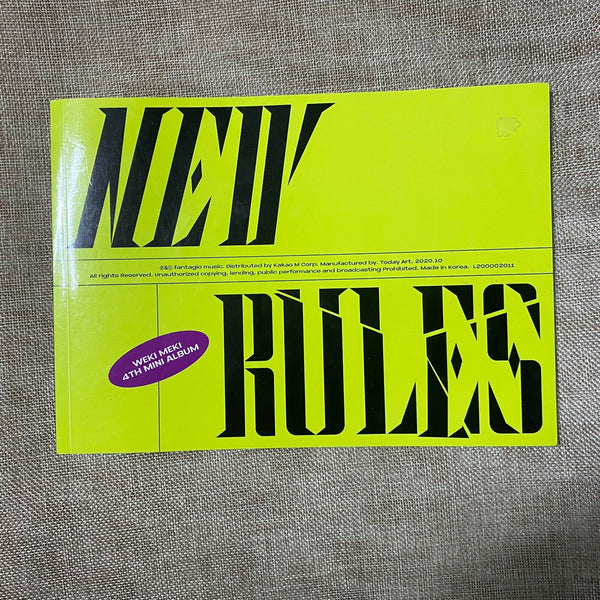 NEW
℗&© fantagio music. Distributed by Kakao M Corp. Manufactured by. Today Art. 2020.10
All rights Reserved. Unauthorized copying, lending, public performance and broadcasting Prohibited. Made in Korea. L200002011
WEKI MEKI
4TH MINI ALBUM
RULES